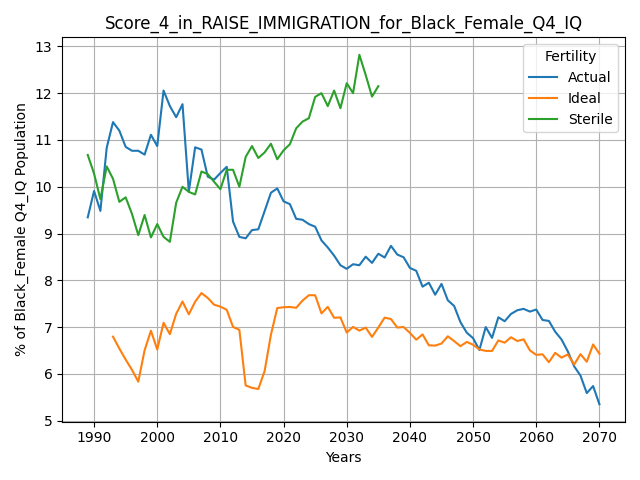 Score_4_in_RAISE_IMMIGRATION_for_Black_Female_Q4_IQ
% of Black_Female Q4_IQ Population
13
12
11
10
9
8
7
6
5
Fertility
Actual
Ideal
Sterile
1990 2000 2010 2020 2030 2040 2050 2060 2070
Years